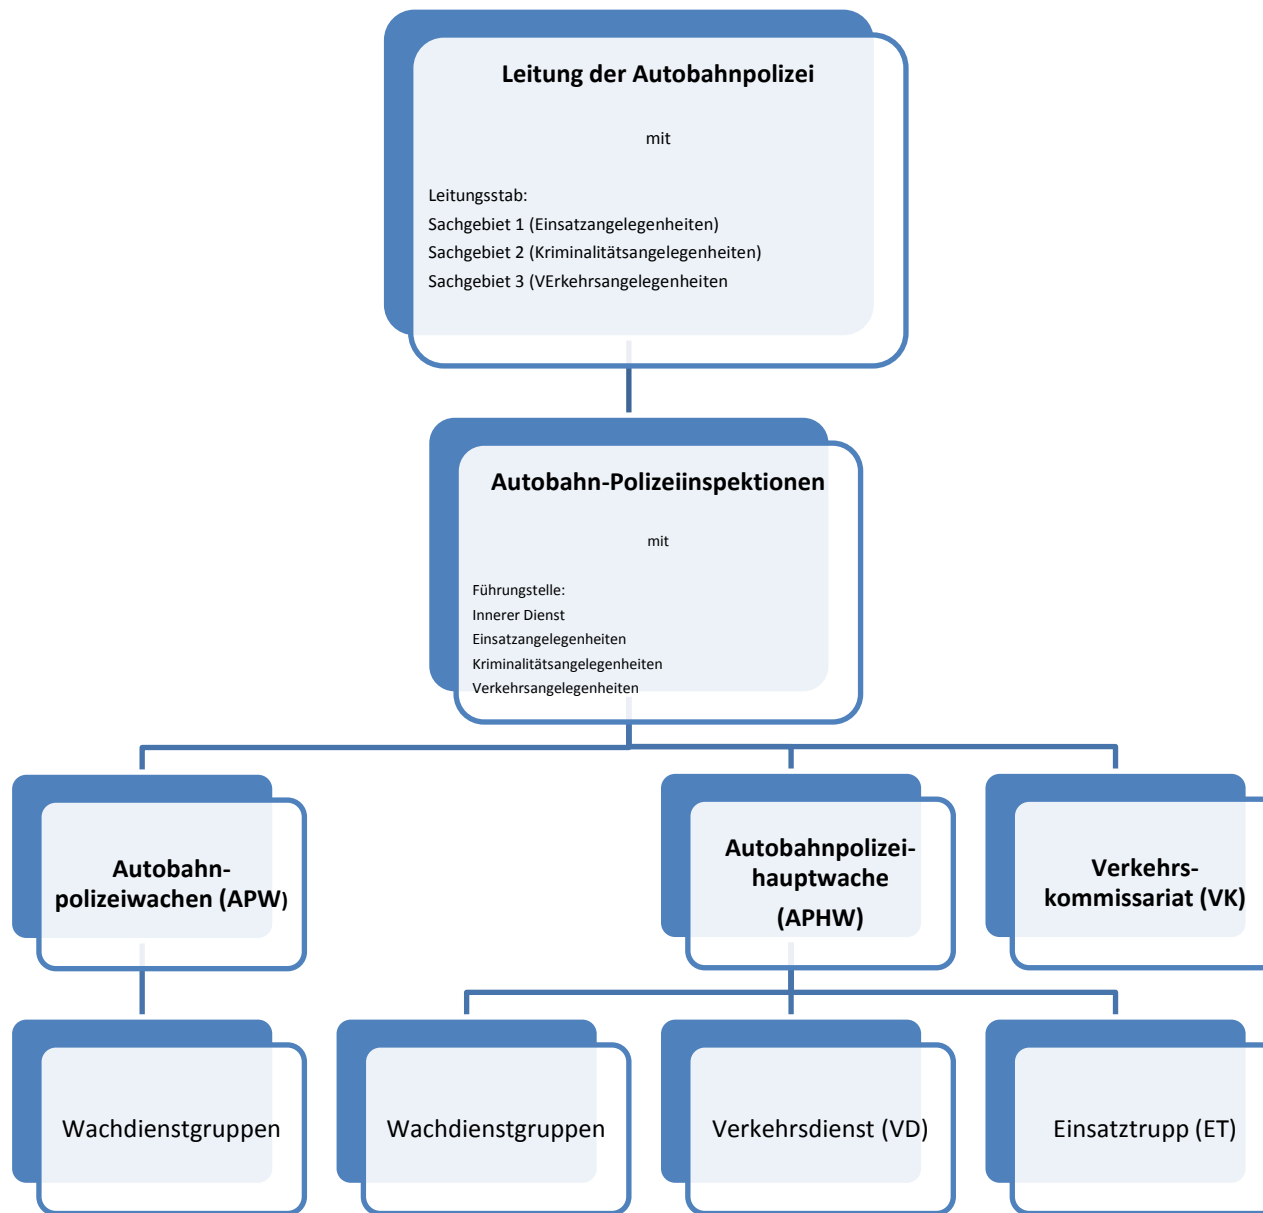 Leitung der Autobahnpolizei
mit
Leitungsstab:
Sachgebiet 1 (Einsatzangelegenheiten)
Sachgebiet 2 (Kriminalitätsangelegenheiten)
Sachgebiet 3 (VErkehrsangelegenheiten
Autobahn-Polizeiinspektionen
mit
Führungstelle:
Innerer Dienst
Einsatzangelegenheiten
Kriminalitätsangelegenheiten
Verkehrsangelegenheiten
Autobahn-
polizeiwachen (APW)
Autobahnpolizei-
hauptwache
(APHW)
Verkehrs-
kommissariat (VK)
Wachdienstgruppen
Wachdienstgruppen
Verkehrsdienst (VD)
Einsatztrupp (ET)